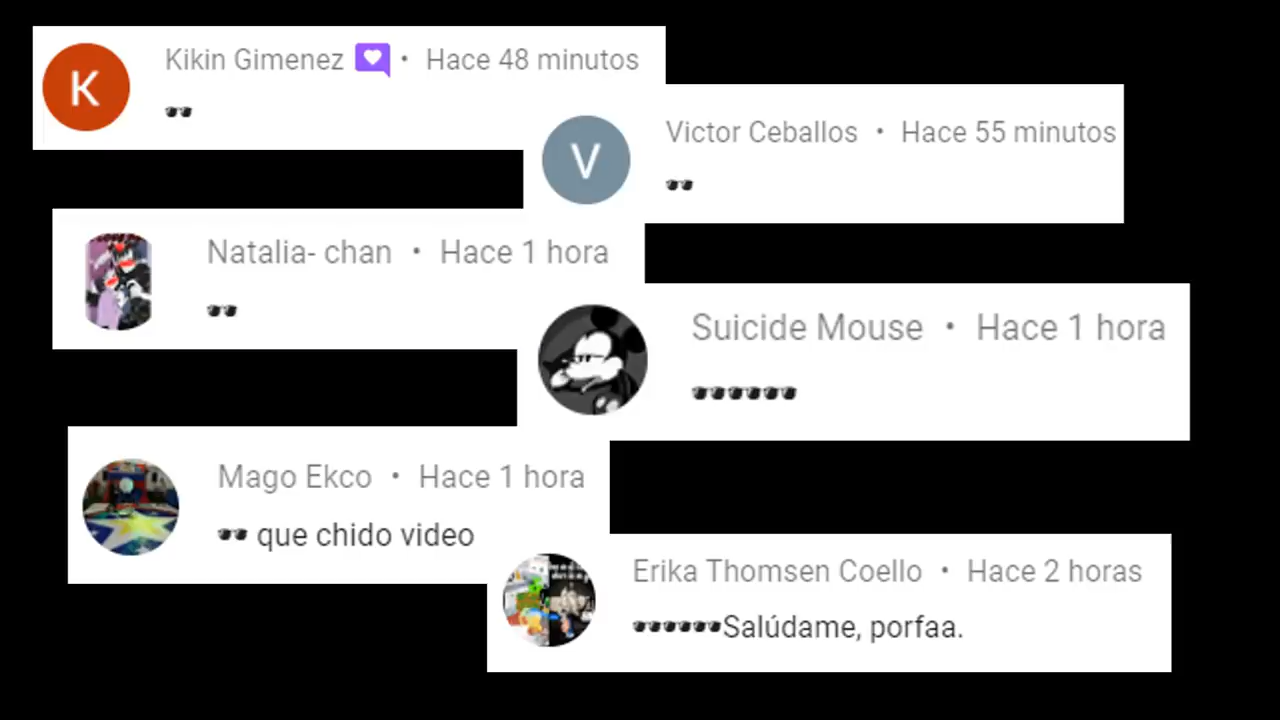 K
Kikin Gimenez • Hace 48 minutos
🕶
V
Victor Ceballos • Hace 55 minutos
🕶
Natalia- chan • Hace 1 hora
🕶
Suicide Mouse • Hace 1 hora
🕶🕶🕶🕶
Mago Ekco • Hace 1 hora
🕶 que chido video
Erika Thomsen Coello • Hace 2 horas
🕶🕶🕶Salúdame, porfaa.